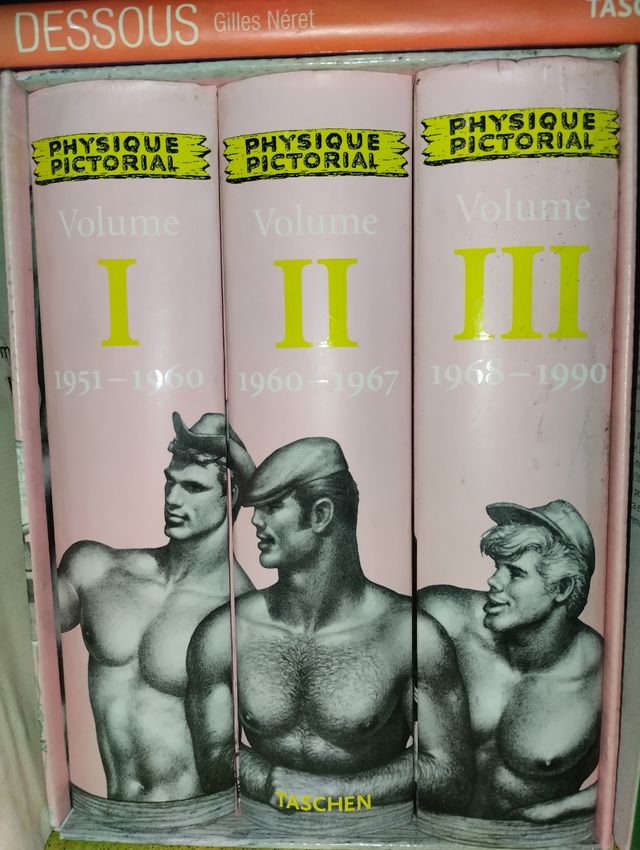 DESSOUS Gilles Néret
TASC
PHYSIQUE
PICTORIAL
Volume
I
1951–1960
PHYSIQUE
PICTORIAL
Volume
II
1960–1967
TASCHEN
PHYSIQUE
PICTORIAL
Volume
III
1968–1990